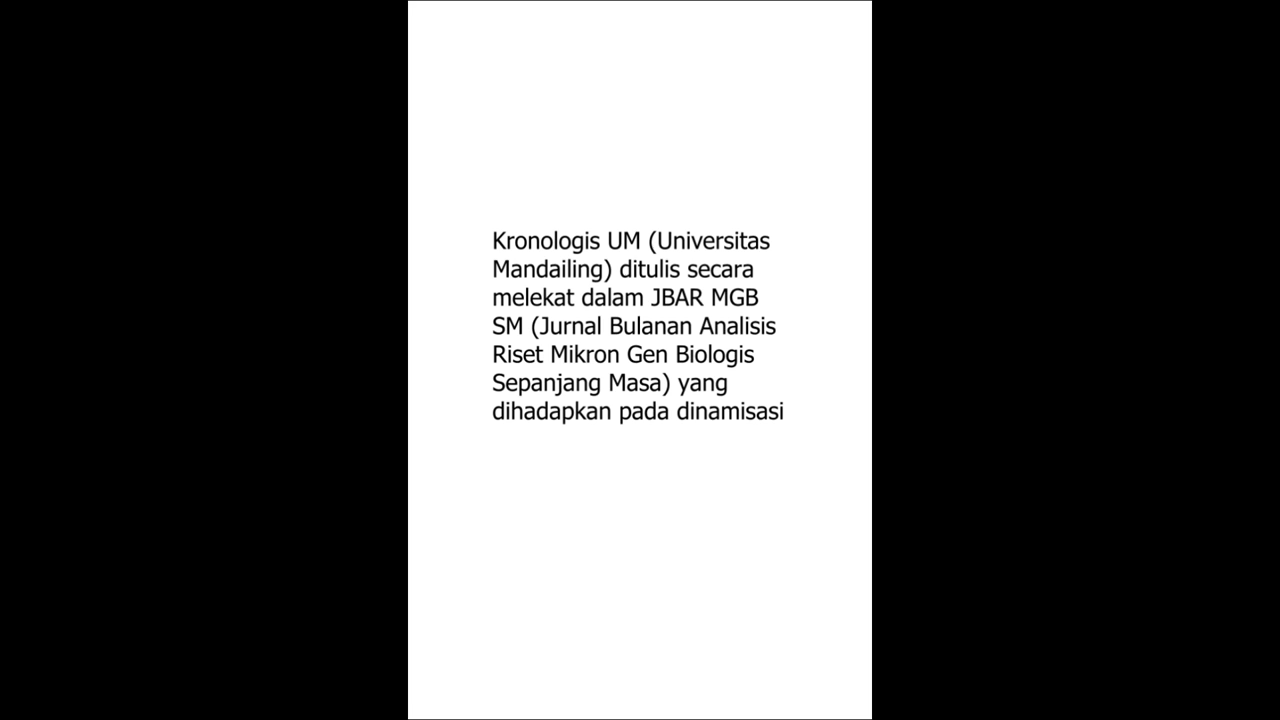 Kronologis UM (Universitas
Mandailing) ditulis secara
melekat dalam JBAR MGB
SM (Jurnal Bulanan Analisis
Riset Mikron Gen Biologis
Sepanjang Masa) yang
dihadapkan pada dinamisasi